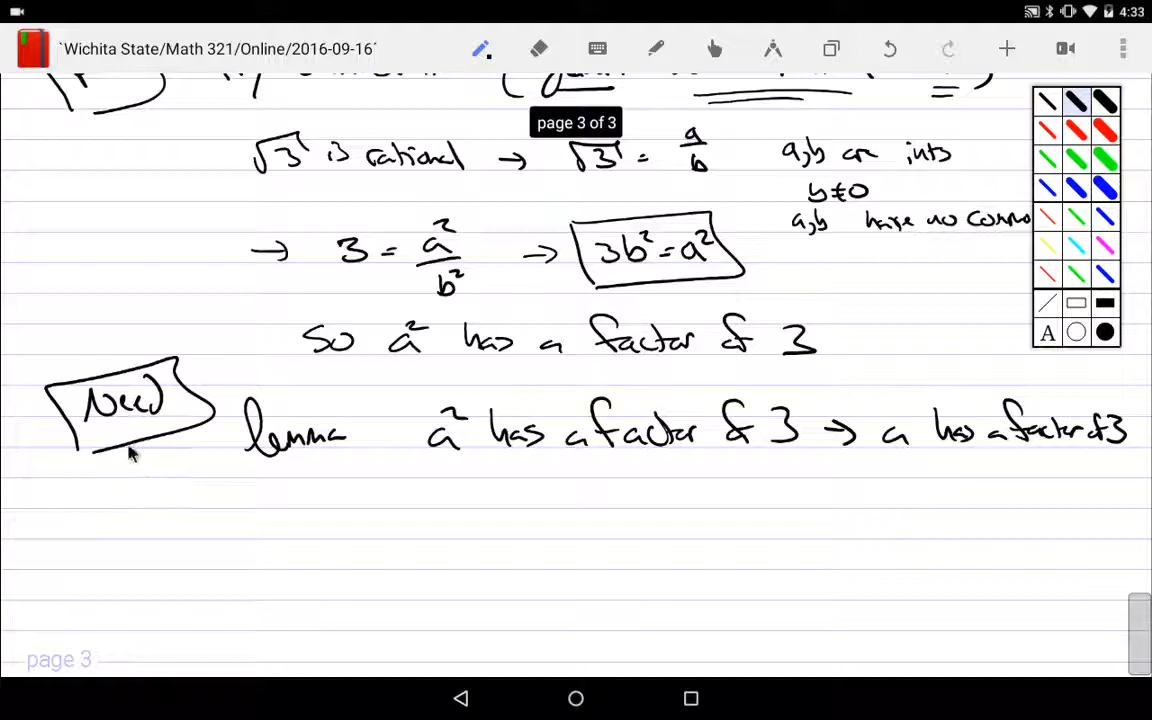 4:33
`Wichita State/Math 321/Online/2016-09-16`
page 3 of 3
√3 is rational → √3 = a/b a,b are ints
b≠0
a,b have no commo
→ 3 = a²/b² → 3b² = a²
So a² has a factor of 3
Need
lemma a² has a factor of 3 → a has a factor of 3
page 3
A